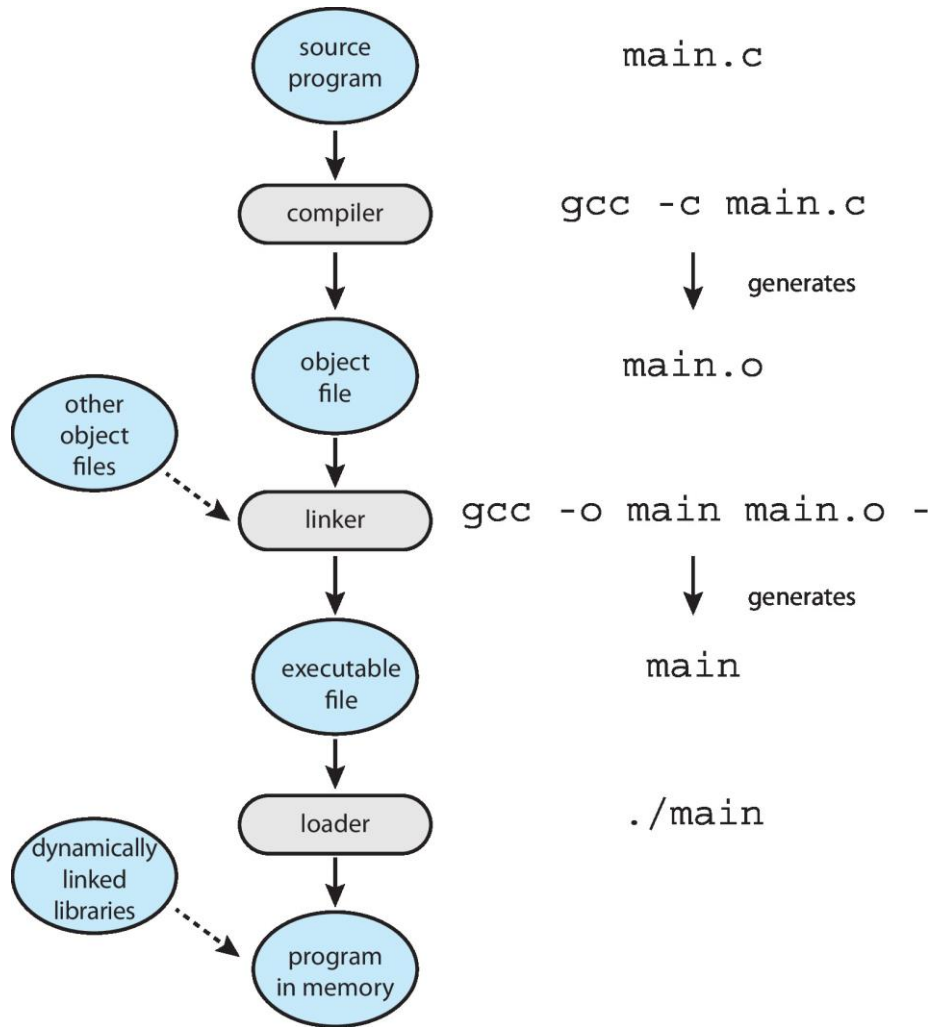 source
program
main.c
compiler
gcc -c main.c
generates
object
file
main.o
other
object
files
linker
gcc -o main main.o -
generates
executable
file
main
loader
./main
dynamically
linked
libraries
program
in memory